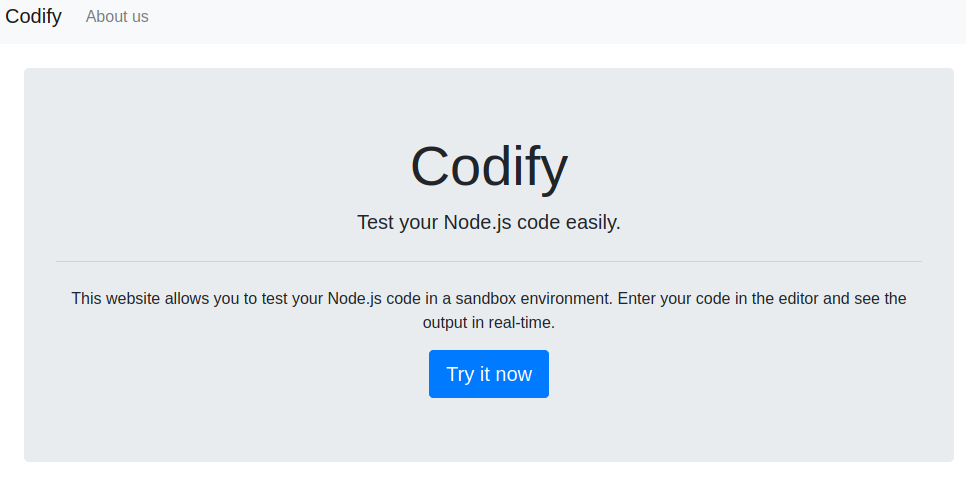 Codify About us
Codify
Test your Node.js code easily.
This website allows you to test your Node.js code in a sandbox environment. Enter your code in the editor and see the
output in real-time.
Try it now